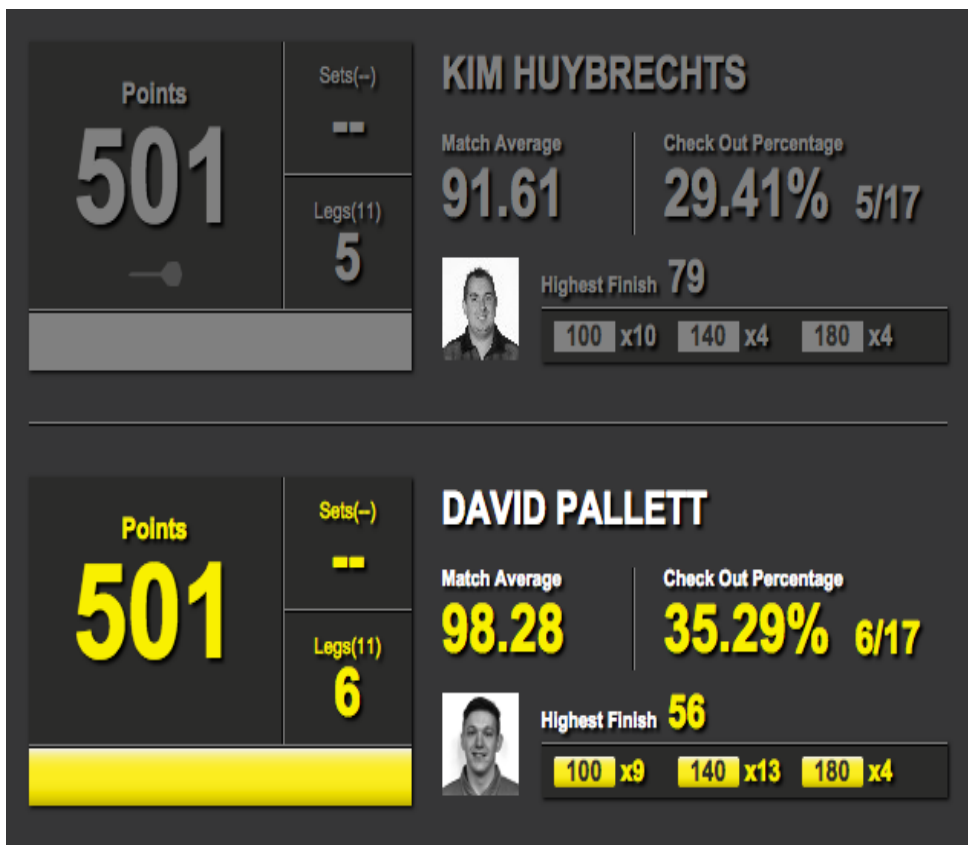 KIM HUYBRECHTS
Points
501
Sets(--)
--
Legs(11)
5
Match Average
91.61
Check Out Percentage
29.41% 5/17
Highest Finish 79
100 x10 140 x4 180 x4
DAVID PALLETT
Points
501
Sets(--)
--
Legs(11)
6
Match Average
98.28
Check Out Percentage
35.29% 6/17
Highest Finish 56
100 x9 140 x13 180 x4